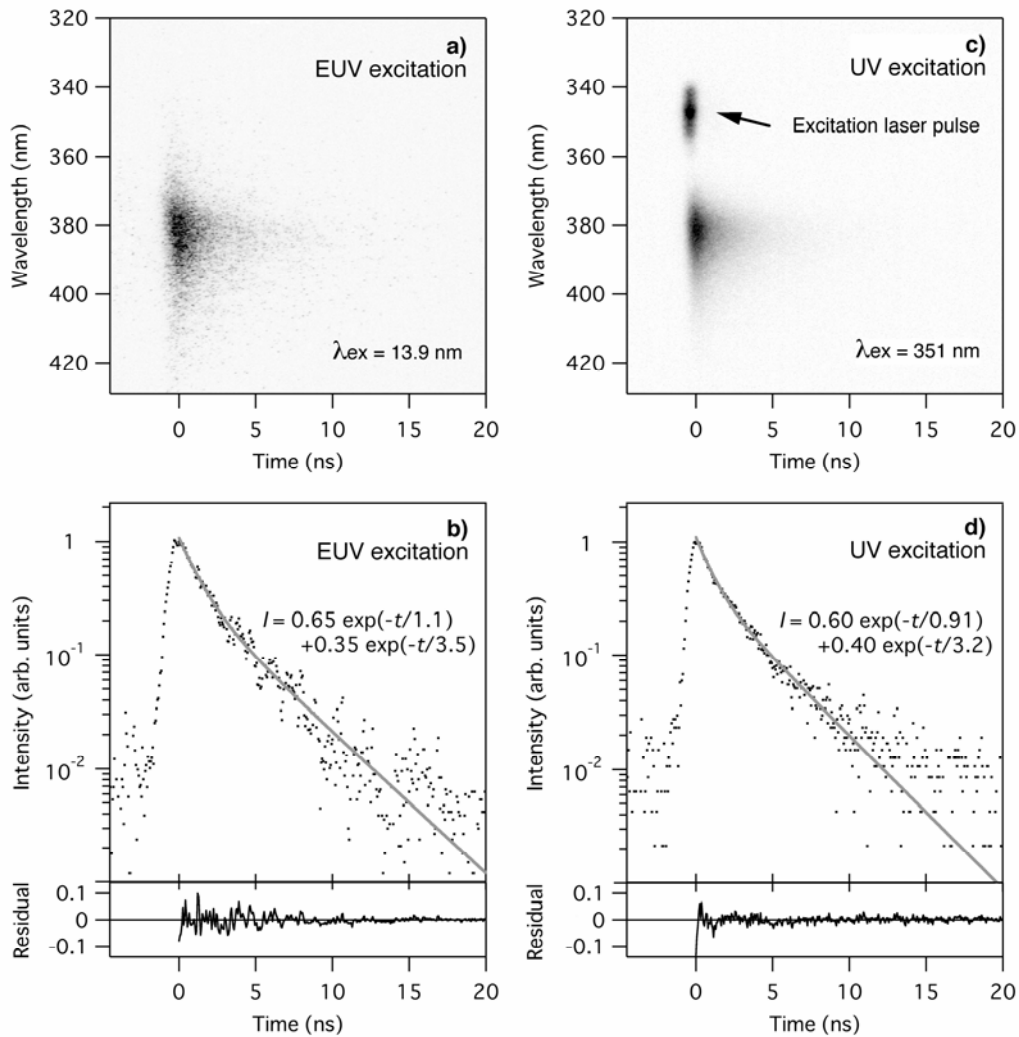 a)
EUV excitation
λex = 13.9 nm
Wavelength (nm)
320
340
360
380
400
420
0 5 10 15 20
Time (ns)
c)
UV excitation
Excitation laser pulse
λex = 351 nm
Wavelength (nm)
320
340
360
380
400
420
0 5 10 15 20
Time (ns)
b)
EUV excitation
I = 0.65 exp(-t/1.1)
+0.35 exp(-t/3.5)
Intensity (arb. units)
1
10⁻¹
10⁻²
Residual
0.1
0
-0.1
0 5 10 15 20
Time (ns)
d)
UV excitation
I = 0.60 exp(-t/0.91)
+0.40 exp(-t/3.2)
Intensity (arb. units)
1
10⁻¹
10⁻²
Residual
0.1
0
-0.1
0 5 10 15 20
Time (ns)